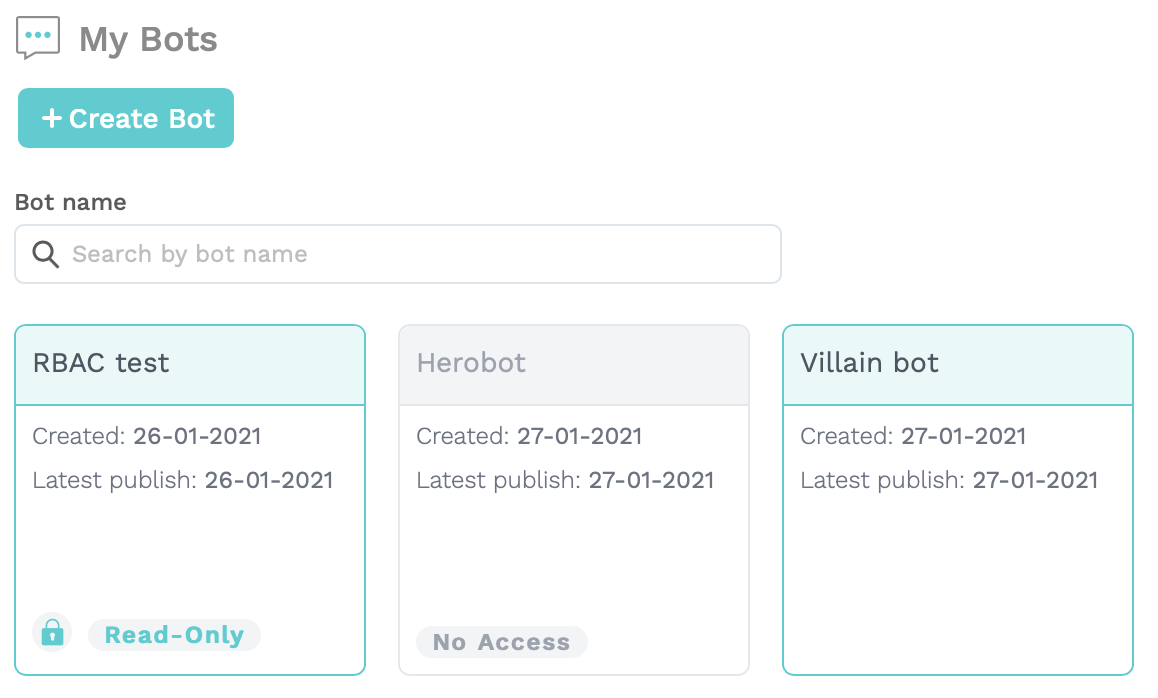 My Bots
+ Create Bot
Bot name
Search by bot name
RBAC test
Created: 26-01-2021
Latest publish: 26-01-2021
Read-Only
Herobot
Created: 27-01-2021
Latest publish: 27-01-2021
No Access
Villain bot
Created: 27-01-2021
Latest publish: 27-01-2021